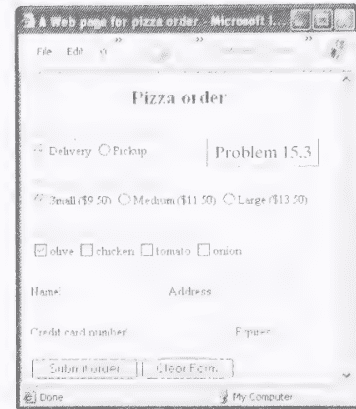 A Web page for pizza order - Microsoft I...
File Edit
Pizza order
Delivery Pickup
Problem 15.3
Small ($9.50) Medium ($11.50) Large ($13.50)
olive chicken tomato onion
Name: Address
Credit card number Expires
Submit order Clear Form
Done My Computer